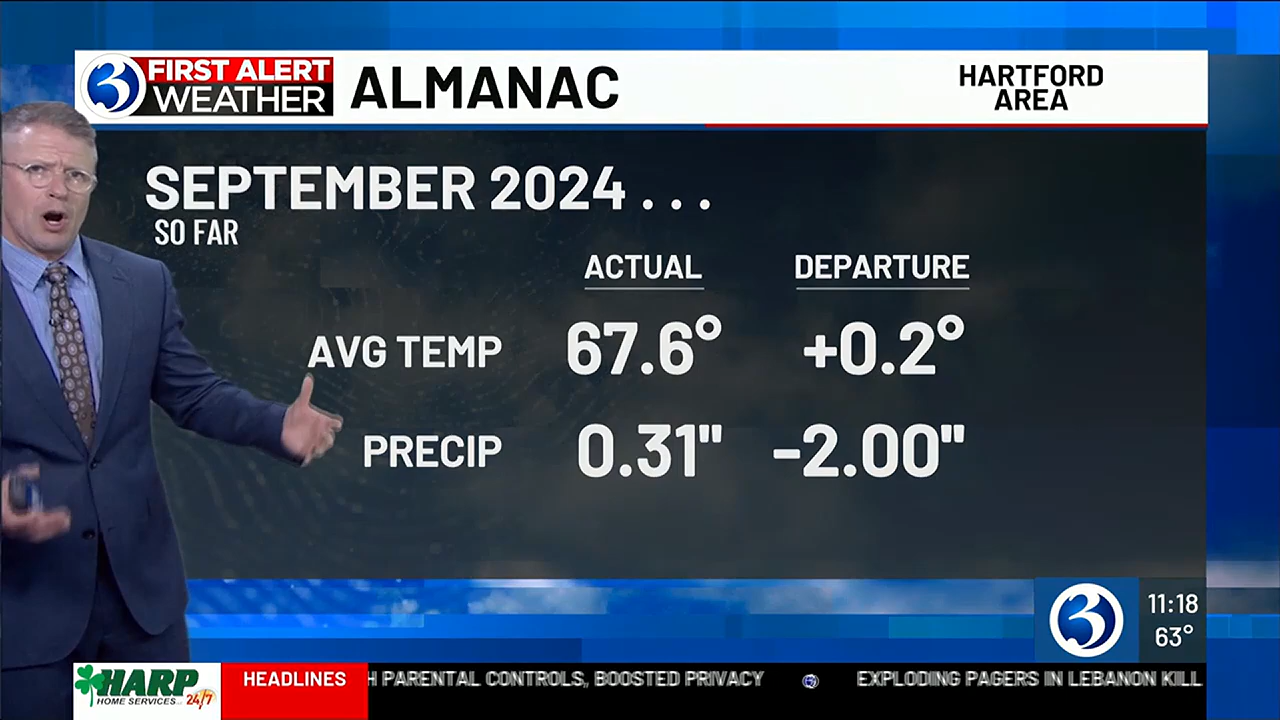 3 FIRST ALERT
WEATHER
ALMANAC
HARTFORD
AREA
SEPTEMBER 2024 . . .
SO FAR
ACTUAL DEPARTURE
AVG TEMP 67.6° +0.2°
PRECIP 0.31" -2.00"
3
11:18
63°
HARP
HOME SERVICES
24/7
HEADLINES
H PARENTAL CONTROLS, BOOSTED PRIVACY 3 EXPLODING PAGERS IN LEBANON KILL